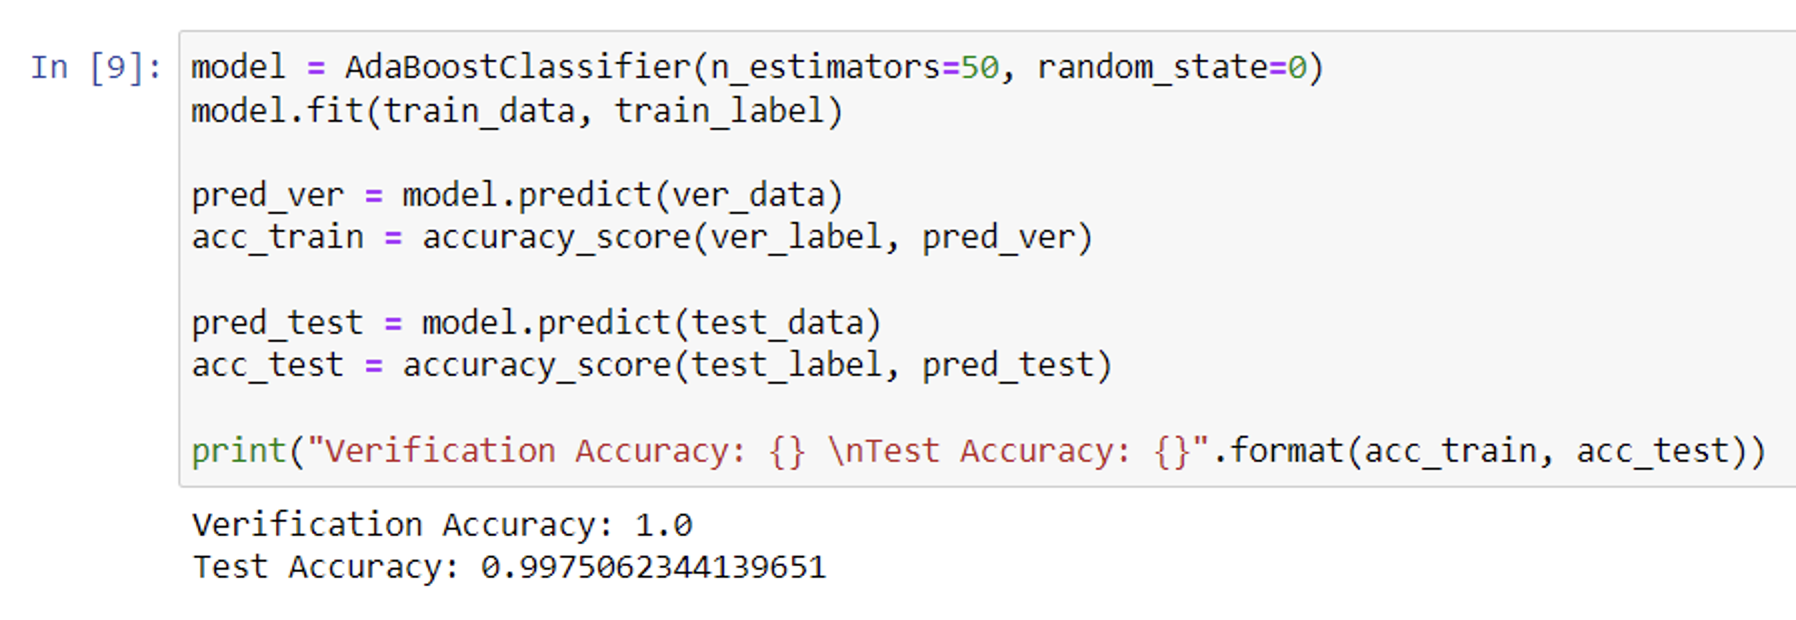 In [9]: model = AdaBoostClassifier(n_estimators=50, random_state=0)
model.fit(train_data, train_label)
pred_ver = model.predict(ver_data)
acc_train = accuracy_score(ver_label, pred_ver)
pred_test = model.predict(test_data)
acc_test = accuracy_score(test_label, pred_test)
print("Verification Accuracy: {} \nTest Accuracy: {}".format(acc_train, acc_test))
Verification Accuracy: 1.0
Test Accuracy: 0.9975062344139651